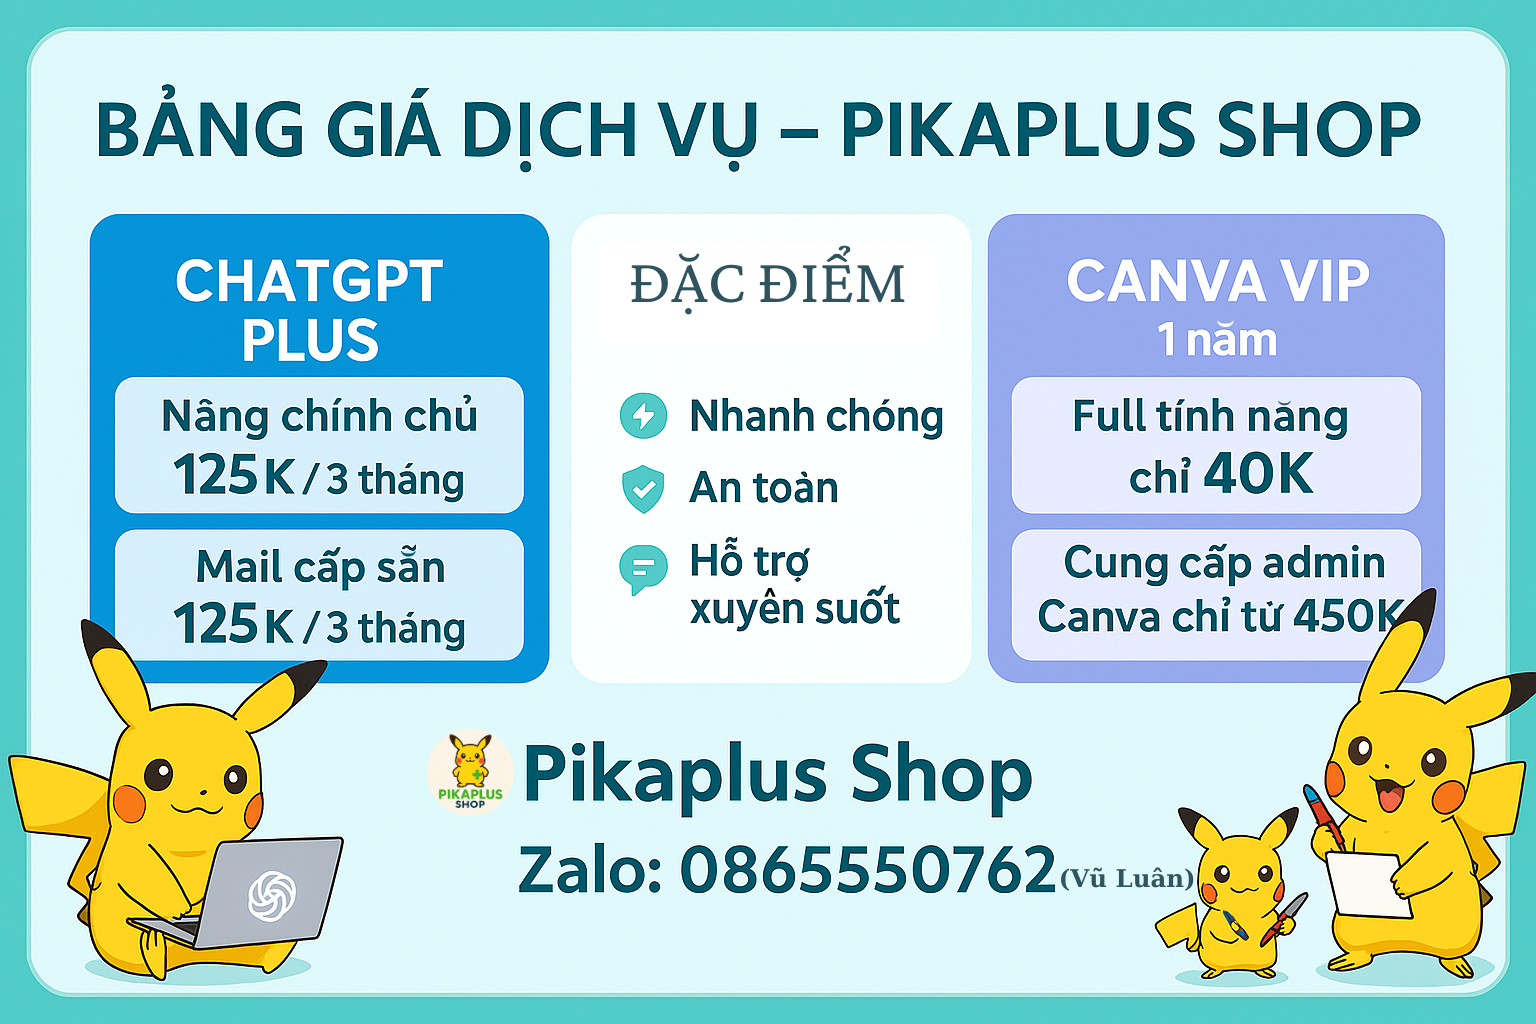 BẢNG GIÁ DỊCH VỤ – PIKAPLUS SHOP
CHATGPT
PLUS
Nâng chính chủ
125K / 3 tháng
Mail cấp sẵn
125K / 3 tháng
ĐẶC ĐIỂM
Nhanh chóng
An toàn
Hỗ trợ
xuyên suốt
CANVA VIP
1 năm
Full tính năng
chỉ 40K
Cung cấp admin
Canva chỉ từ 450K
PIKAPLUS
SHOP
Pikaplus Shop
Zalo: 0865550762 (Vũ Luân)